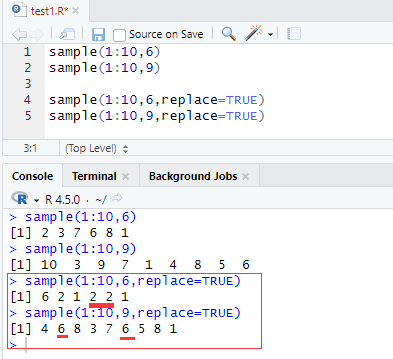 test1.R*
Source on Save
1 sample(1:10,6)
2 sample(1:10,9)
3
4 sample(1:10,6,replace=TRUE)
5 sample(1:10,9,replace=TRUE)
3:1 (Top Level)
Console Terminal Background Jobs
R R 4.5.0 · ~/
> sample(1:10,6)
[1] 2 3 7 6 8 1
> sample(1:10,9)
[1] 10  3  9  7  1  4  8  5  6
> sample(1:10,6,replace=TRUE)
[1] 6 2 1 2 2 1
> sample(1:10,9,replace=TRUE)
[1] 4 6 8 3 7 6 5 8 1
>